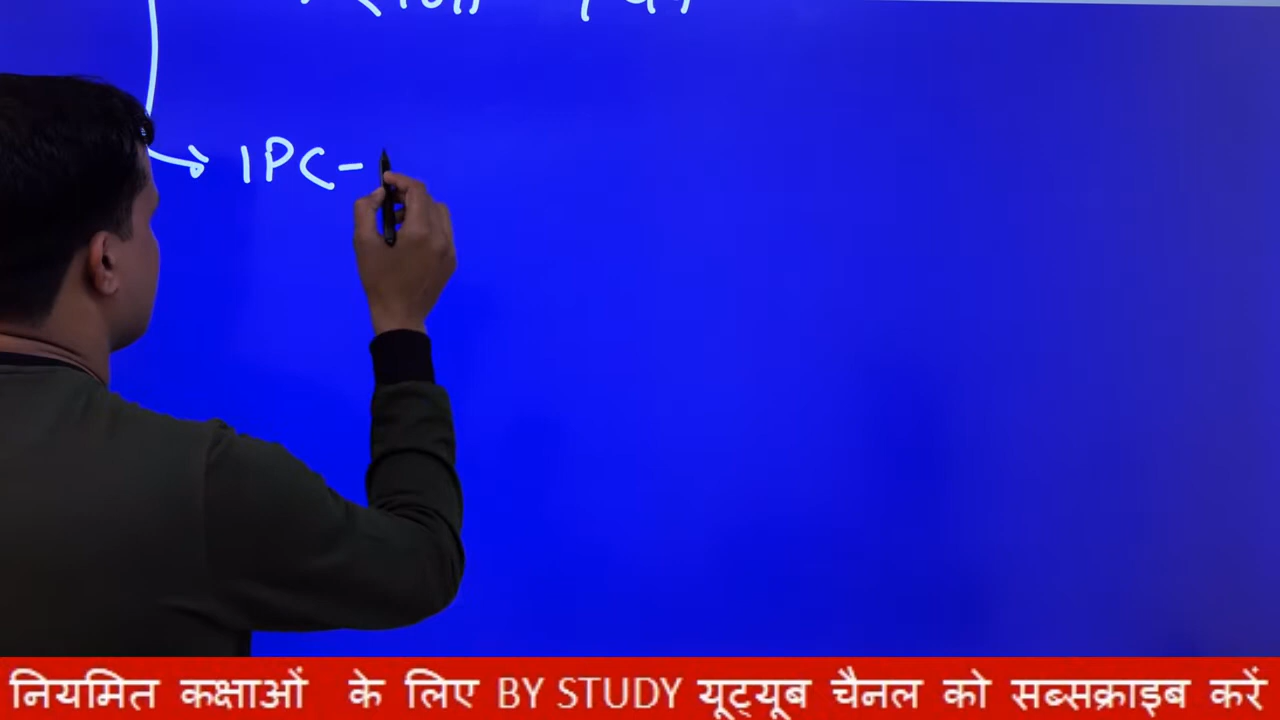 IPC-
नियमित कक्षाओं के लिए BY STUDY यूट्यूब चैनल को सब्सक्राइब करें